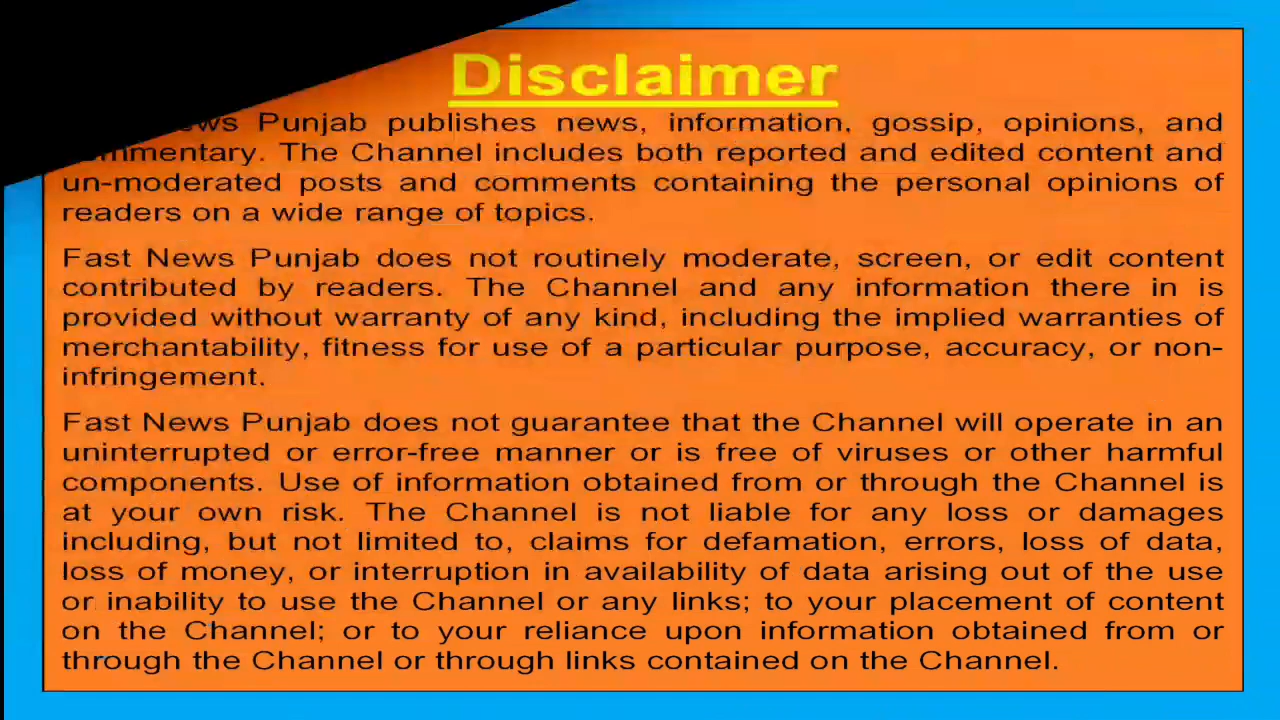 Disclaimer
Punjab publishes news, information, gossip, opinions, and
commentary. The Channel includes both reported and edited content and
un-moderated posts and comments containing the personal opinions of
readers on a wide range of topics.
Fast News Punjab does not routinely moderate, screen, or edit content
contributed by readers. The Channel and any information there in is
provided without warranty of any kind, including the implied warranties of
merchantability, fitness for use of a particular purpose, accuracy, or non-
infringement.
Fast News Punjab does not guarantee that the Channel will operate in an
uninterrupted or error-free manner or is free of viruses or other harmful
components. Use of information obtained from or through the Channel is
at your own risk. The Channel is not liable for any loss or damages
including, but not limited to, claims for defamation, errors, loss of data,
loss of money, or interruption in availability of data arising out of the use
or inability to use the Channel or any links; to your placement of content
on the Channel; or to your reliance upon information obtained from or
through the Channel or through links contained on the Channel.